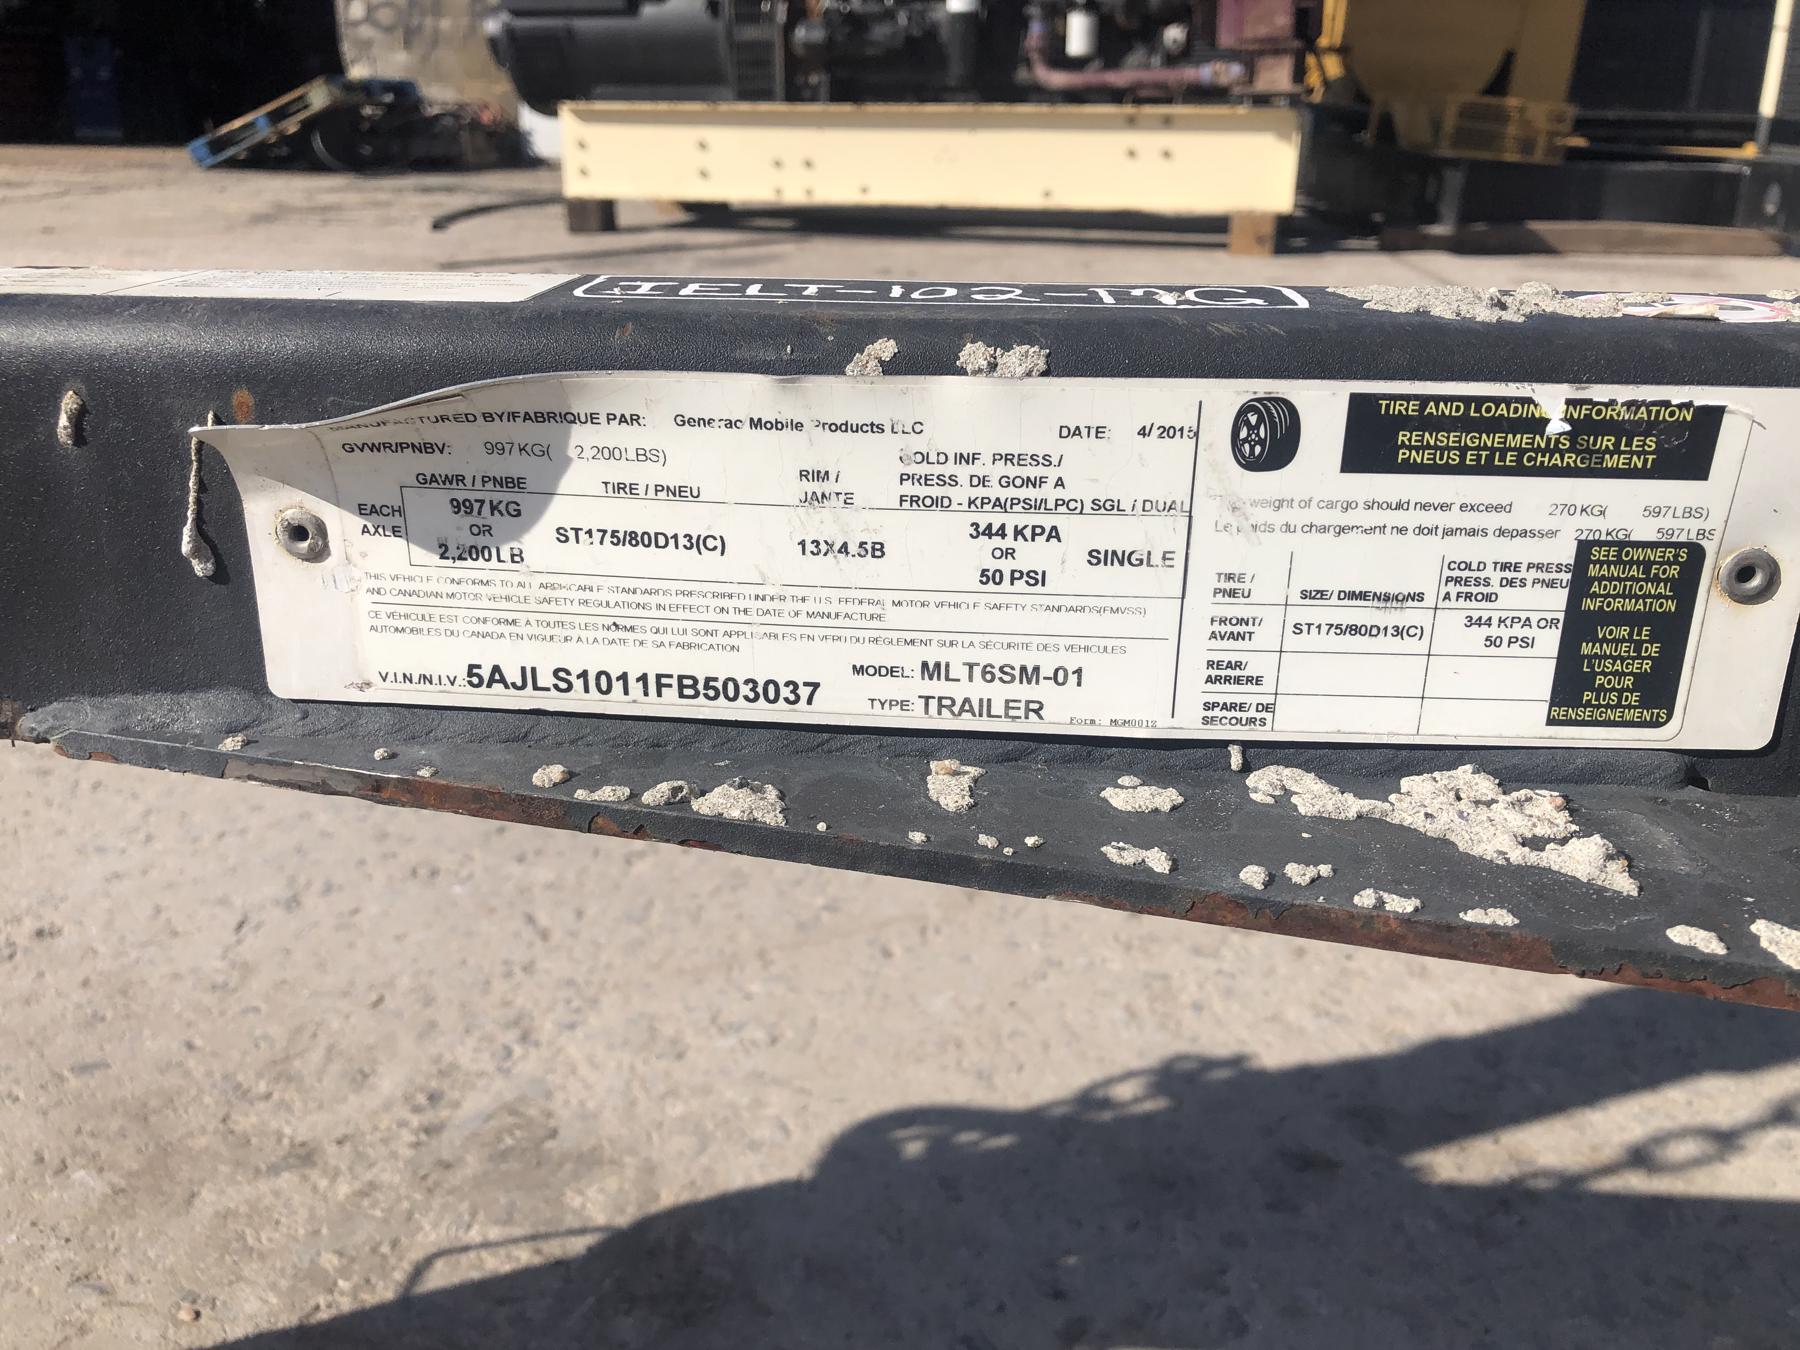 IELT-102-MG
MANUFACTURED BY/FABRIQUE PAR: Generac Mobile Products LLC DATE: 4/2015
GVWR/PNBV: 997KG( 2,200LBS)
GAWR / PNBE TIRE / PNEU RIM / JANTE COLD INF. PRESS./
PRESS. DE GONF A
FROID - KPA(PSI/LPC) SGL / DUAL
EACH AXLE 997KG OR 2,200LB ST175/80D13(C) 13X4.5B 344 KPA OR 50 PSI SINGLE
THIS VEHICLE CONFORMS TO ALL APPLICABLE STANDARDS PRESCRIBED UNDER THE U.S. FEDERAL MOTOR VEHICLE SAFETY STANDARDS(FMVSS)
AND CANADIAN MOTOR VEHICLE SAFETY REGULATIONS IN EFFECT ON THE DATE OF MANUFACTURE
CE VÉHICULE EST CONFORME À TOUTES LES NORMES QUI LUI SONT APPLICABLES EN VERTU DU RÈGLEMENT SUR LA SÉCURITÉ DES VEHICULES
AUTOMOBILES DU CANADA EN VIGUEUR À LA DATE DE SA FABRICATION
V.I.N./N.I.V.: 5AJLS1011FB503037 MODEL: MLT6SM-01
TYPE: TRAILER Form: MGM001Z
TIRE AND LOADING INFORMATION
RENSEIGNEMENTS SUR LES
PNEUS ET LE CHARGEMENT
weight of cargo should never exceed 270 KG( 597LBS)
Le poids du chargement ne doit jamais depasser 270 KG( 597LBS
TIRE / PNEU SIZE/ DIMENSIONS COLD TIRE PRESS
PRESS. DES PNEU
A FROID
FRONT/ AVANT ST175/80D13(C) 344 KPA OR 50 PSI
REAR/ ARRIERE
SPARE/ DE SECOURS
SEE OWNER'S
MANUAL FOR
ADDITIONAL
INFORMATION
VOIR LE
MANUEL DE
L'USAGER
POUR
PLUS DE
RENSEIGNEMENTS